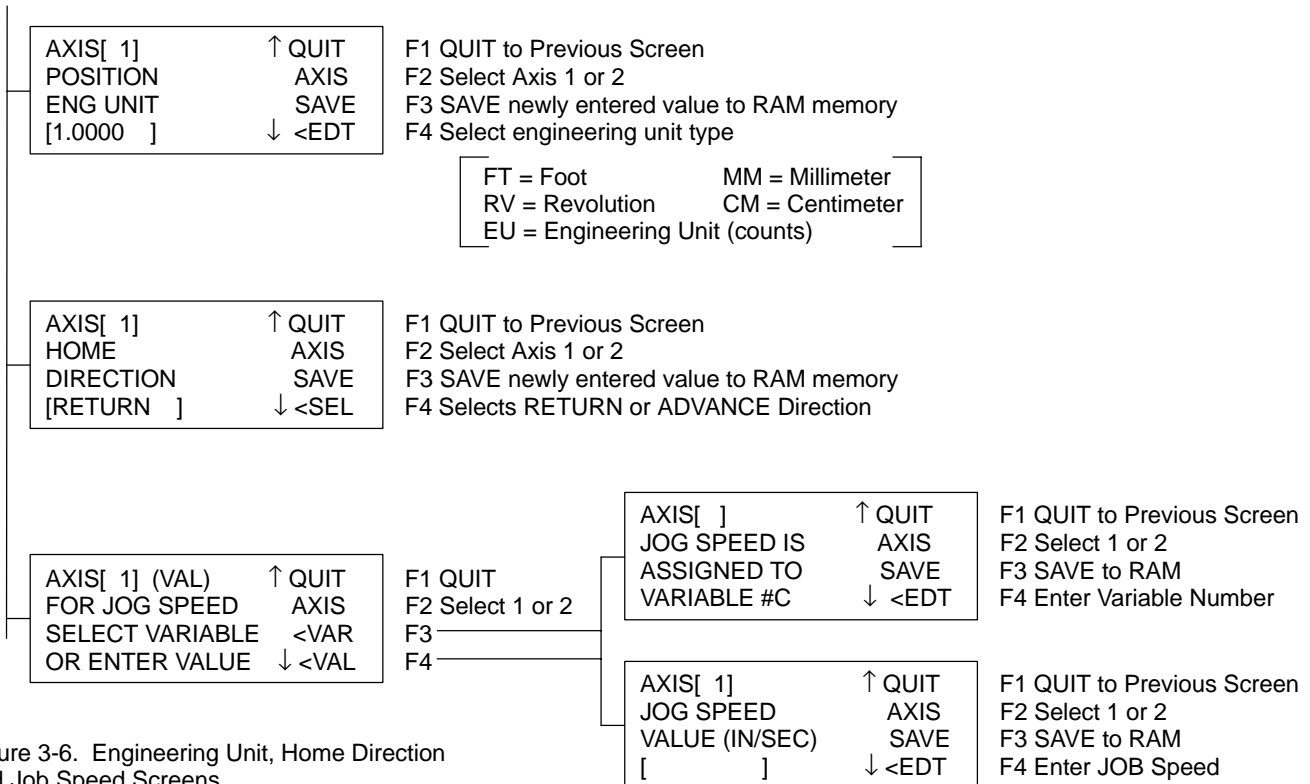 AXIS[ 1] ↑ QUIT F1 QUIT to Previous Screen
POSITION AXIS F2 Select Axis 1 or 2
ENG UNIT SAVE F3 SAVE newly entered value to RAM memory
[1.0000 ] ↓ <EDT F4 Select engineering unit type
FT = Foot MM = Millimeter
RV = Revolution CM = Centimeter
EU = Engineering Unit (counts)
AXIS[ 1] ↑ QUIT F1 QUIT to Previous Screen
HOME AXIS F2 Select Axis 1 or 2
DIRECTION SAVE F3 SAVE newly entered value to RAM memory
[RETURN ] ↓ <SEL F4 Selects RETURN or ADVANCE Direction
AXIS[ 1] (VAL) ↑ QUIT F1 QUIT
FOR JOG SPEED AXIS F2 Select 1 or 2
SELECT VARIABLE <VAR F3
OR ENTER VALUE ↓ <VAL F4
AXIS[ ] ↑ QUIT F1 QUIT to Previous Screen
JOG SPEED IS AXIS F2 Select 1 or 2
ASSIGNED TO SAVE F3 SAVE to RAM
VARIABLE #C ↓ <EDT F4 Enter Variable Number
AXIS[ 1] ↑ QUIT F1 QUIT to Previous Screen
JOG SPEED AXIS F2 Select 1 or 2
VALUE (IN/SEC) SAVE F3 SAVE to RAM
[ ] ↓ <EDT F4 Enter JOB Speed
ure 3-6. Engineering Unit, Home Direction
Job Speed Screens